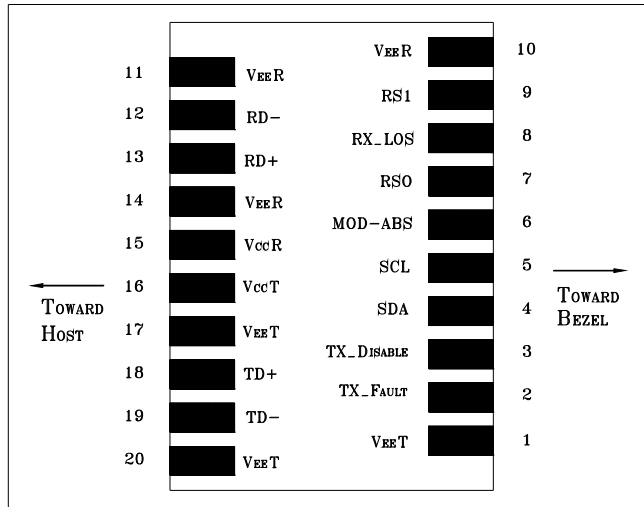 VEER 10
11 VEER
RS1 9
12 RD-
RX_LOS 8
13 RD+
RSO 7
14 VEER
MOD-ABS 6
15 VCCR
SCL 5
16 VCCT
TOWARD HOST
TOWARD BEZEL
SDA 4
17 VEET
TX_DISABLE 3
18 TD+
TX_FAULT 2
19 TD-
VEET 1
20 VEET